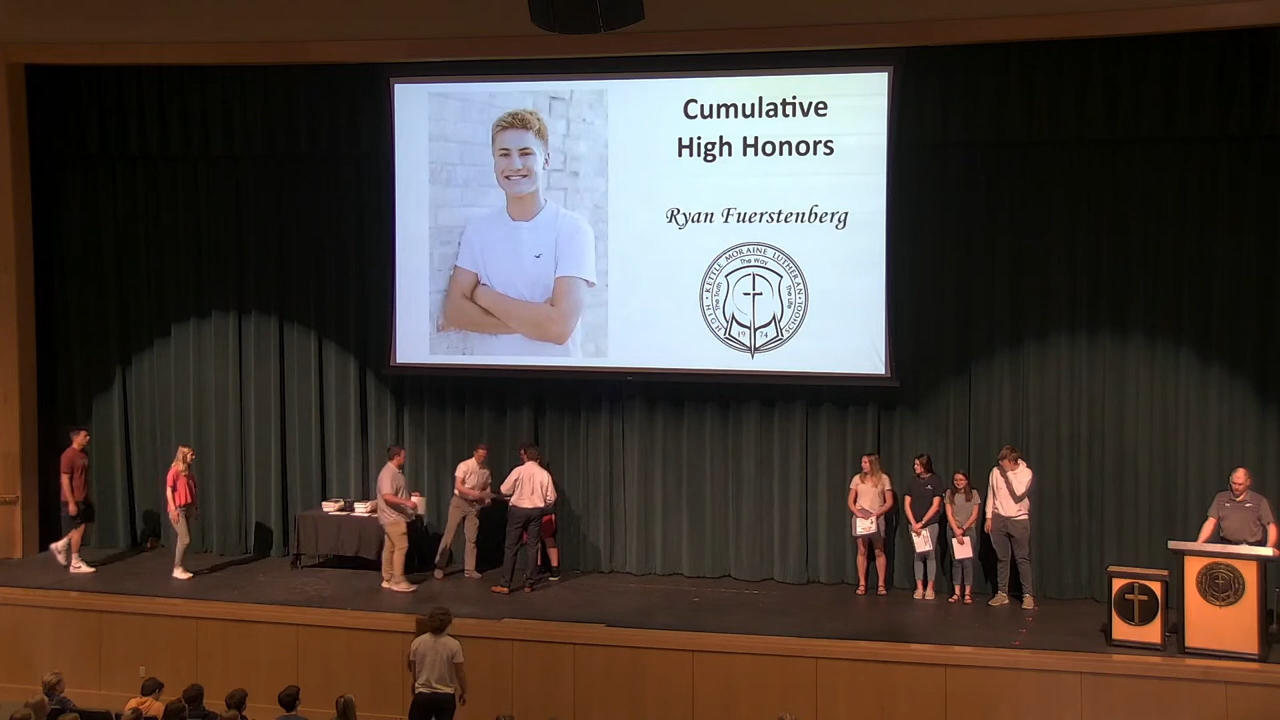 Cumulative
High Honors
Ryan Fuerstenberg
KETTLE MORAINE LUTHERAN
HIGH SCHOOL
The Way
The Truth
The Life
19 74